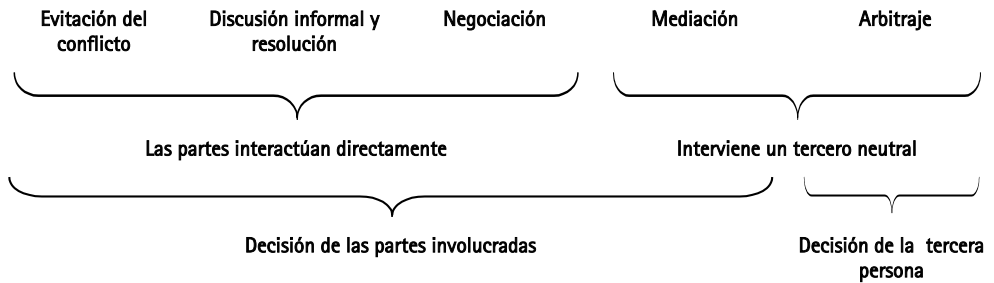 Evitación del
conflicto
Discusión informal y
resolución
Negociación
Mediación
Arbitraje
Las partes interactúan directamente
Interviene un tercero neutral
Decisión de las partes involucradas
Decisión de la tercera
persona